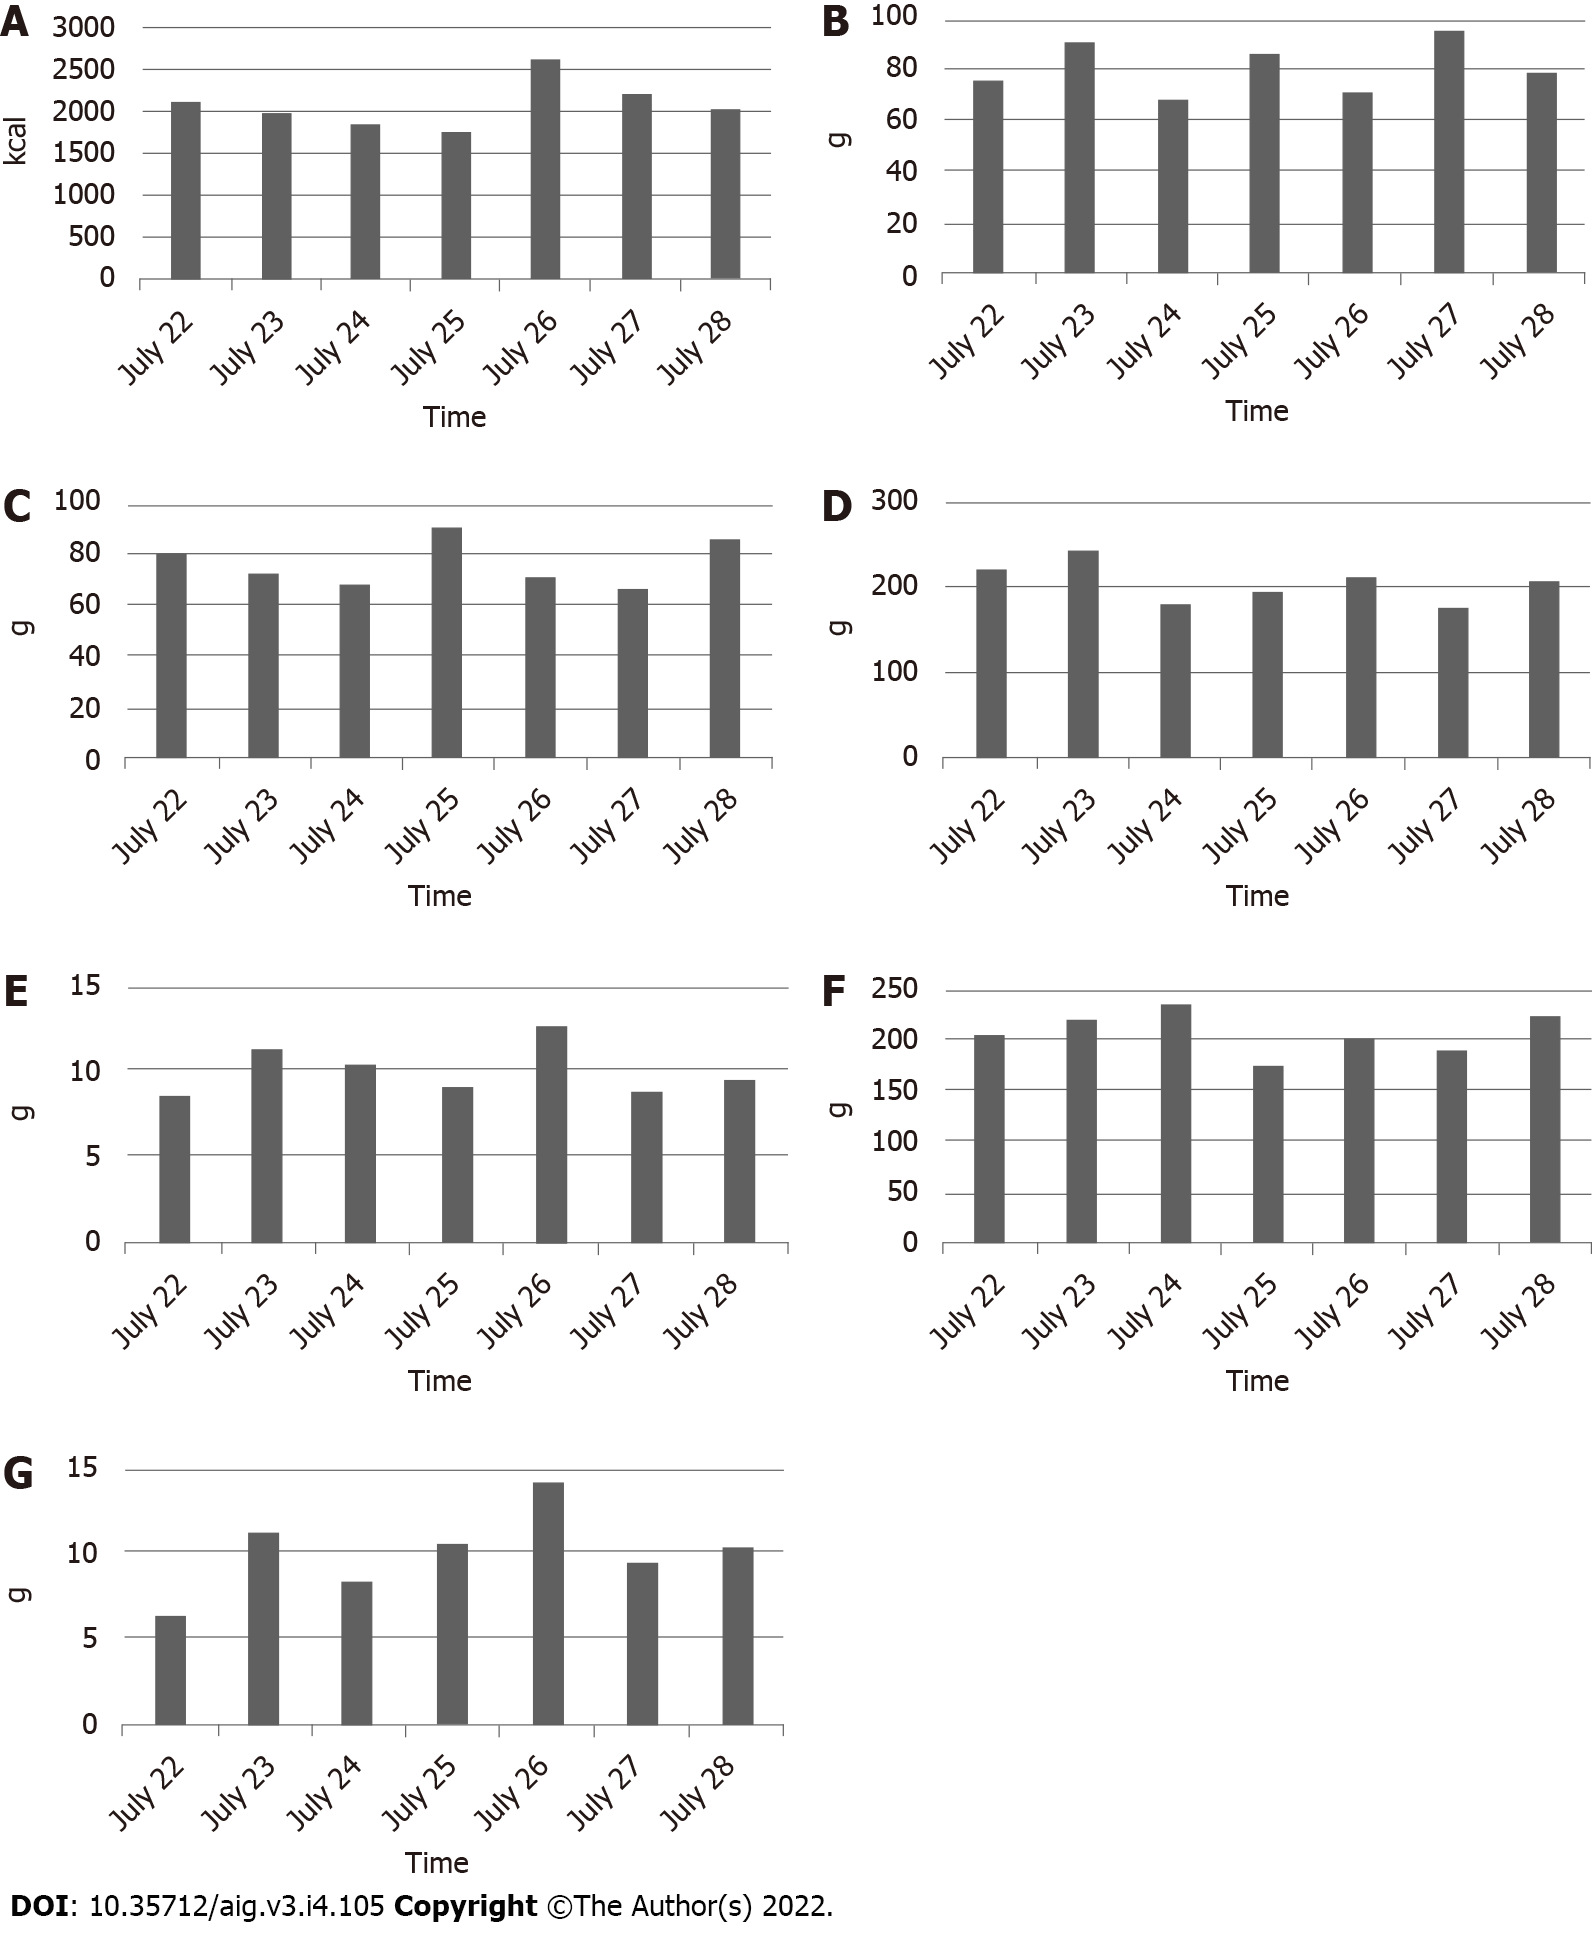 A
3000
2500
2000
1500
1000
500
0
kcal
July 22
July 23
July 24
July 25
July 26
July 27
July 28
Time
B
100
80
60
40
20
0
g
July 22
July 23
July 24
July 25
July 26
July 27
July 28
Time
C
100
80
60
40
20
0
g
July 22
July 23
July 24
July 25
July 26
July 27
July 28
Time
D
300
200
100
0
g
July 22
July 23
July 24
July 25
July 26
July 27
July 28
Time
E
15
10
5
0
g
July 22
July 23
July 24
July 25
July 26
July 27
July 28
Time
F
250
200
150
100
50
0
g
July 22
July 23
July 24
July 25
July 26
July 27
July 28
Time
G
15
10
5
0
g
July 22
July 23
July 24
July 25
July 26
July 27
July 28
Time
DOI: 10.35712/aig.v3.i4.105 Copyright ©The Author(s) 2022.